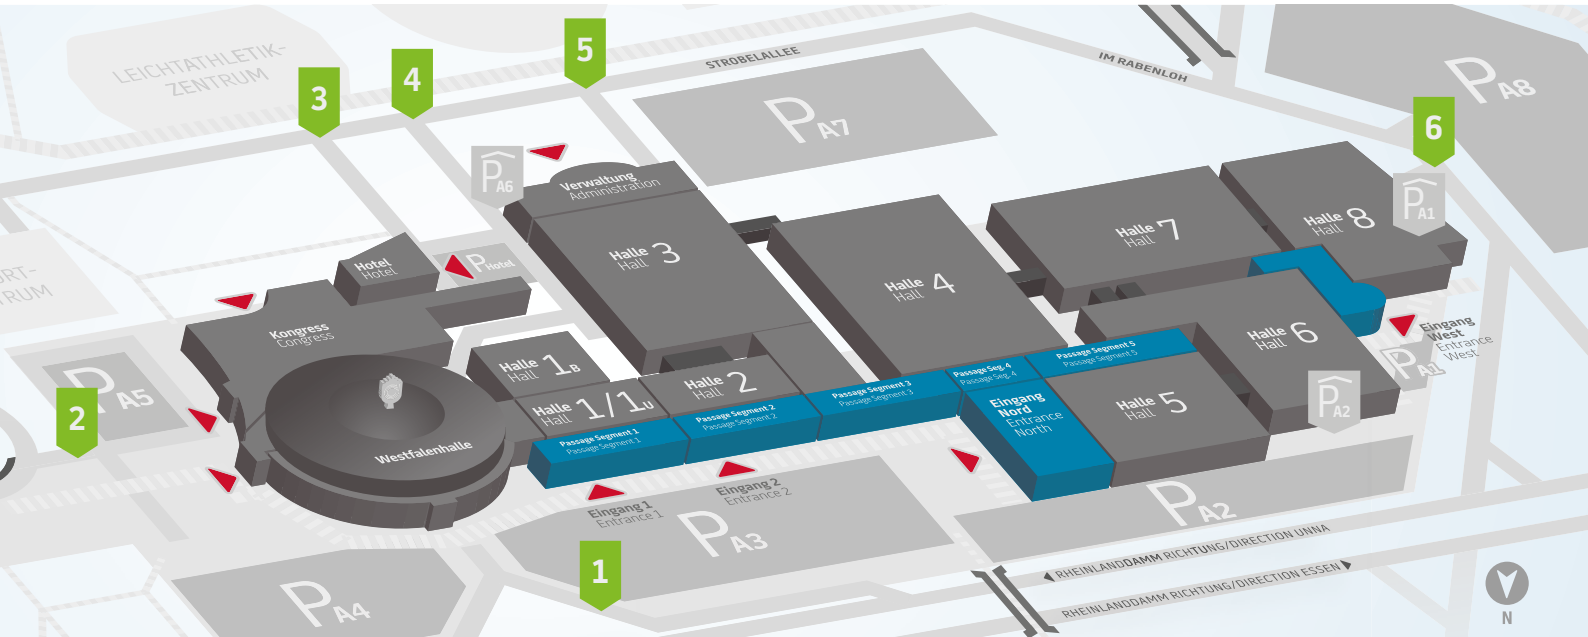 LEICHTATHLETIK-
ZENTRUM
3
4
5
STROBELALLEE
IM RABENLOH
P A8
P A7
6
P A6
P A1
Verwaltung
Administration
Halle 3
Hall
Halle 4
Hall
Halle 7
Hall
Halle 8
Hall
ORT-
TRUM
Hotel
Hotel
P Hotel
Kongress
Congress
Halle 1B
Hall
Halle 1/1U
Hall
Halle 2
Hall
Halle 6
Hall
Halle 5
Hall
Eingang
West
Entrance
West
P A1
P A2
P A5
2
Westfalenhalle
Passage Segment 1
Passage Segment 1
Passage Segment 2
Passage Segment 2
Passage Segment 3
Passage Segment 3
Passage Seg. 4
Passage Seg. 4
Passage Segment 5
Passage Segment 5
Eingang
Nord
Entrance
North
Eingang 1
Entrance 1
Eingang 2
Entrance 2
P A3
P A2
1
P A4
RHEINLANDDAMM RICHTUNG/DIRECTION UNNA
RHEINLANDDAMM RICHTUNG/DIRECTION ESSEN
N